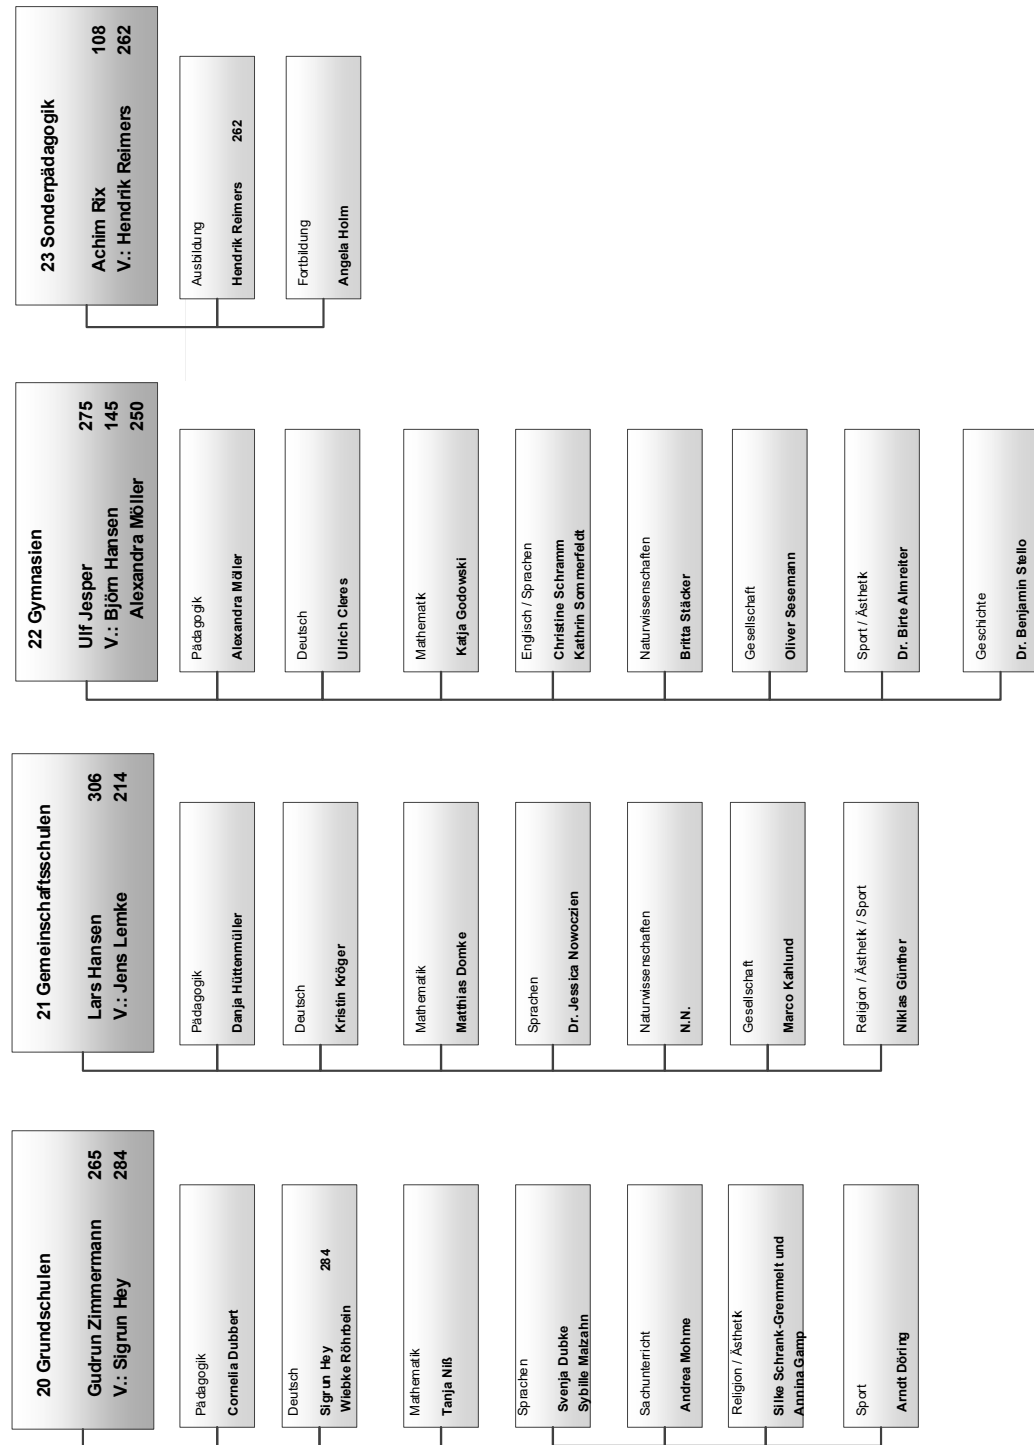 20 Grundschulen
Gudrun Zimmermann 265
V.: Sigrun Hey 284
Pädagogik
Cornelia Dubbert
Deutsch
Sigrun Hey 284
Wiebke Röhrbein
Mathematik
Tanja Niß
Sprachen
Svenja Dubke
Sybille Malzahn
Sachunterricht
Andrea Mohme
Religion / Ästhetik
Silke Schrank-Gremmelt und
Annina Gamp
Sport
Arndt Döring
21 Gemeinschaftsschulen
Lars Hansen 306
V.: Jens Lemke 214
Pädagogik
Danja Hüttenmüller
Deutsch
Kristin Kröger
Mathematik
Matthias Domke
Sprachen
Dr. Jessica Nowoczien
Naturwissenschaften
N.N.
Gesellschaft
Marco Kahlund
Religion / Ästhetik / Sport
Niklas Günther
22 Gymnasien
Ulf Jesper 275
V.: Björn Hansen 145
Alexandra Möller 250
Pädagogik
Alexandra Möller
Deutsch
Ulrich Cleres
Mathematik
Katja Godowski
Englisch / Sprachen
Christine Schramm
Kathrin Sommerfeldt
Naturwissenschaften
Britta Stäcker
Gesellschaft
Oliver Sesemann
Sport / Ästhetik
Dr. Birte Almreiter
Geschichte
Dr. Benjamin Stello
23 Sonderpädagogik
Achim Rix 108
V.: Hendrik Reimers 262
Ausbildung
Hendrik Reimers 262
Fortbildung
Angela Holm